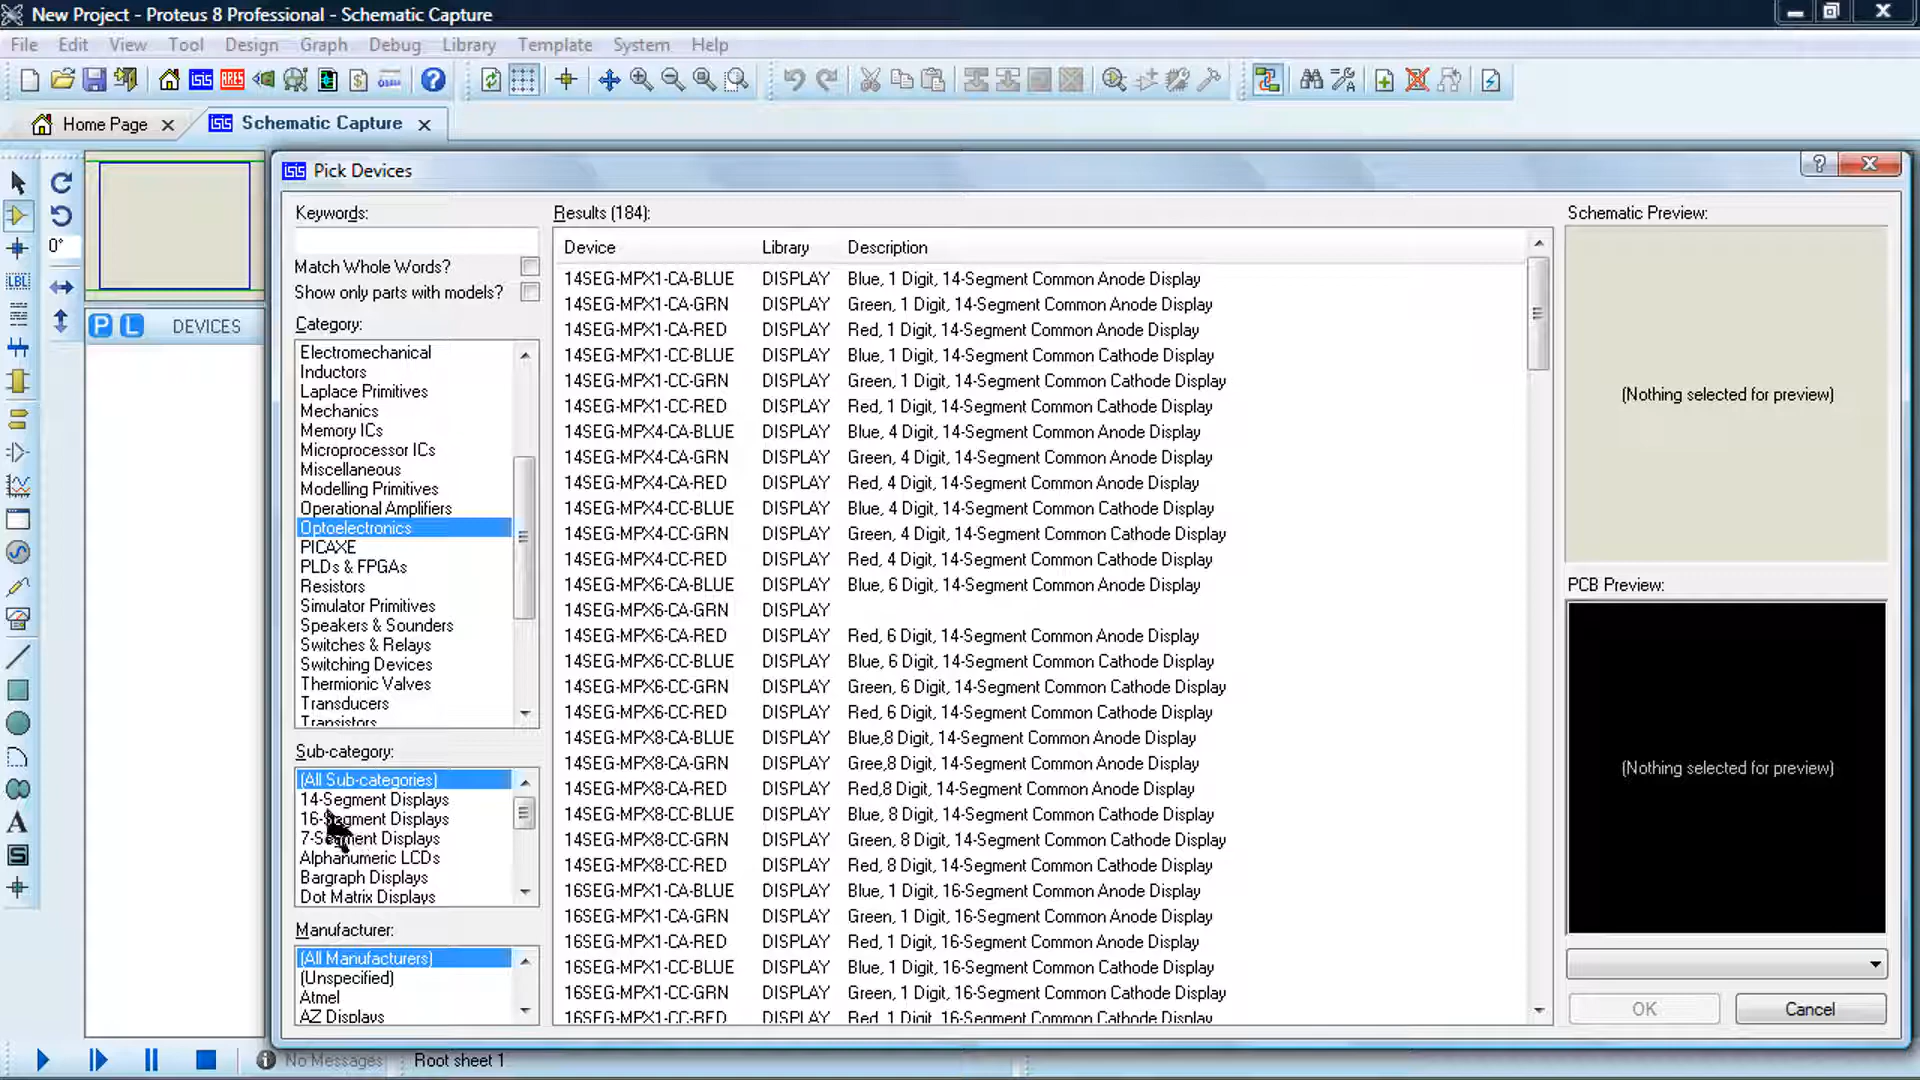 New Project - Proteus 8 Professional - Schematic Capture
File Edit View Tool Design Graph Debug Library Template System Help
isis ARES $ ?
Home Page
isis Schematic Capture
LBL
0°
P L DEVICES
A
S
isis Pick Devices
?
Keywords:
Match Whole Words?
Show only parts with models?
Category:
Electromechanical
Inductors
Laplace Primitives
Mechanics
Memory ICs
Microprocessor ICs
Miscellaneous
Modelling Primitives
Operational Amplifiers
Optoelectronics
PICAXE
PLDs & FPGAs
Resistors
Simulator Primitives
Speakers & Sounders
Switches & Relays
Switching Devices
Thermionic Valves
Transducers
Transistors
Sub-category:
(All Sub-categories)
14-Segment Displays
16-Segment Displays
7-Segment Displays
Alphanumeric LCDs
Bargraph Displays
Dot Matrix Displays
Manufacturer:
(All Manufacturers)
(Unspecified)
Atmel
AZ Displays
Results (184):
Device Library Description
14SEG-MPX1-CA-BLUE DISPLAY Blue, 1 Digit, 14-Segment Common Anode Display
14SEG-MPX1-CA-GRN DISPLAY Green, 1 Digit, 14-Segment Common Anode Display
14SEG-MPX1-CA-RED DISPLAY Red, 1 Digit, 14-Segment Common Anode Display
14SEG-MPX1-CC-BLUE DISPLAY Blue, 1 Digit, 14-Segment Common Cathode Display
14SEG-MPX1-CC-GRN DISPLAY Green, 1 Digit, 14-Segment Common Cathode Display
14SEG-MPX1-CC-RED DISPLAY Red, 1 Digit, 14-Segment Common Cathode Display
14SEG-MPX4-CA-BLUE DISPLAY Blue, 4 Digit, 14-Segment Common Anode Display
14SEG-MPX4-CA-GRN DISPLAY Green, 4 Digit, 14-Segment Common Anode Display
14SEG-MPX4-CA-RED DISPLAY Red, 4 Digit, 14-Segment Common Anode Display
14SEG-MPX4-CC-BLUE DISPLAY Blue, 4 Digit, 14-Segment Common Cathode Display
14SEG-MPX4-CC-GRN DISPLAY Green, 4 Digit, 14-Segment Common Cathode Display
14SEG-MPX4-CC-RED DISPLAY Red, 4 Digit, 14-Segment Common Cathode Display
14SEG-MPX6-CA-BLUE DISPLAY Blue, 6 Digit, 14-Segment Common Anode Display
14SEG-MPX6-CA-GRN DISPLAY
14SEG-MPX6-CA-RED DISPLAY Red, 6 Digit, 14-Segment Common Anode Display
14SEG-MPX6-CC-BLUE DISPLAY Blue, 6 Digit, 14-Segment Common Cathode Display
14SEG-MPX6-CC-GRN DISPLAY Green, 6 Digit, 14-Segment Common Cathode Display
14SEG-MPX6-CC-RED DISPLAY Red, 6 Digit, 14-Segment Common Cathode Display
14SEG-MPX8-CA-BLUE DISPLAY Blue,8 Digit, 14-Segment Common Anode Display
14SEG-MPX8-CA-GRN DISPLAY Gree,8 Digit, 14-Segment Common Anode Display
14SEG-MPX8-CA-RED DISPLAY Red,8 Digit, 14-Segment Common Anode Display
14SEG-MPX8-CC-BLUE DISPLAY Blue, 8 Digit, 14-Segment Common Cathode Display
14SEG-MPX8-CC-GRN DISPLAY Green, 8 Digit, 14-Segment Common Cathode Display
14SEG-MPX8-CC-RED DISPLAY Red, 8 Digit, 14-Segment Common Cathode Display
16SEG-MPX1-CA-BLUE DISPLAY Blue, 1 Digit, 16-Segment Common Anode Display
16SEG-MPX1-CA-GRN DISPLAY Green, 1 Digit, 16-Segment Common Anode Display
16SEG-MPX1-CA-RED DISPLAY Red, 1 Digit, 16-Segment Common Anode Display
16SEG-MPX1-CC-BLUE DISPLAY Blue, 1 Digit, 16-Segment Common Cathode Display
16SEG-MPX1-CC-GRN DISPLAY Green, 1 Digit, 16-Segment Common Cathode Display
16SEG-MPX1-CC-RED DISPLAY Red, 1 Digit, 16-Segment Common Cathode Display
Schematic Preview:
(Nothing selected for preview)
PCB Preview:
(Nothing selected for preview)
OK Cancel
No Messages Root sheet 1